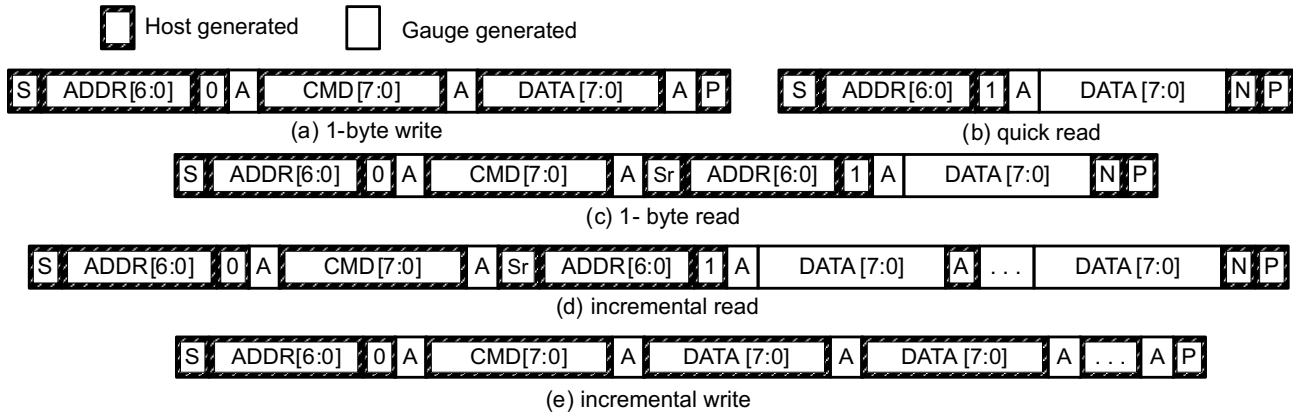 Host generated Gauge generated
S ADDR[6:0] 0 A CMD[7:0] A DATA [7:0] A P
S ADDR[6:0] 1 A DATA [7:0] N P
(a) 1-byte write
(b) quick read
S ADDR[6:0] 0 A CMD[7:0] A Sr ADDR[6:0] 1 A DATA [7:0] N P
(c) 1- byte read
S ADDR[6:0] 0 A CMD[7:0] A Sr ADDR[6:0] 1 A DATA [7:0] A . . . DATA [7:0] N P
(d) incremental read
S ADDR[6:0] 0 A CMD[7:0] A DATA [7:0] A DATA [7:0] A . . . A P
(e) incremental write